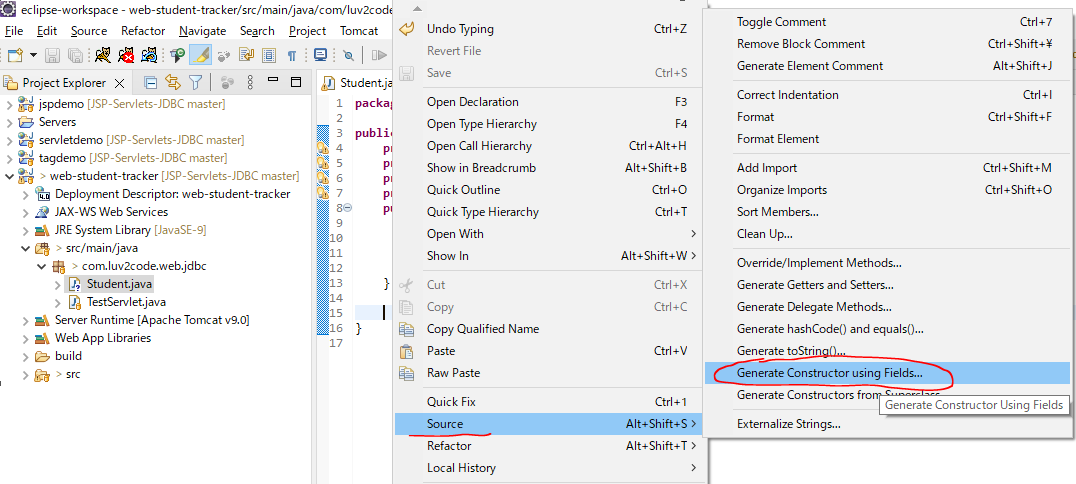 eclipse-workspace - web-student-tracker/src/main/java/com/luv2code
File Edit Source Refactor Navigate Search Project Tomcat
Project Explorer
jspdemo [JSP-Servlets-JDBC master]
Servers
servletdemo [JSP-Servlets-JDBC master]
tagdemo [JSP-Servlets-JDBC master]
> web-student-tracker [JSP-Servlets-JDBC master]
Deployment Descriptor: web-student-tracker
JAX-WS Web Services
JRE System Library [JavaSE-9]
> src/main/java
> com.luv2code.web.jdbc
Student.java
TestServlet.java
Server Runtime [Apache Tomcat v9.0]
Web App Libraries
build
> src
Student.ja
1 packag
2
3 public
4 pr
5 pr
6 pr
7 pr
8 pu
9
10
11
12
13 }
14
15
16 }
17
Undo Typing Ctrl+Z
Revert File
Save Ctrl+S
Open Declaration F3
Open Type Hierarchy F4
Open Call Hierarchy Ctrl+Alt+H
Show in Breadcrumb Alt+Shift+B
Quick Outline Ctrl+O
Quick Type Hierarchy Ctrl+T
Open With
Show In Alt+Shift+W
Cut Ctrl+X
Copy Ctrl+C
Copy Qualified Name
Paste Ctrl+V
Raw Paste
Quick Fix Ctrl+1
Source Alt+Shift+S
Refactor Alt+Shift+T
Local History
Toggle Comment Ctrl+7
Remove Block Comment Ctrl+Shift+¥
Generate Element Comment Alt+Shift+J
Correct Indentation Ctrl+I
Format Ctrl+Shift+F
Format Element
Add Import Ctrl+Shift+M
Organize Imports Ctrl+Shift+O
Sort Members...
Clean Up...
Override/Implement Methods...
Generate Getters and Setters...
Generate Delegate Methods...
Generate hashCode() and equals()...
Generate toString()...
Generate Constructor using Fields...
Generate Constructors from Superclass
Generate Constructor Using Fields
Externalize Strings...